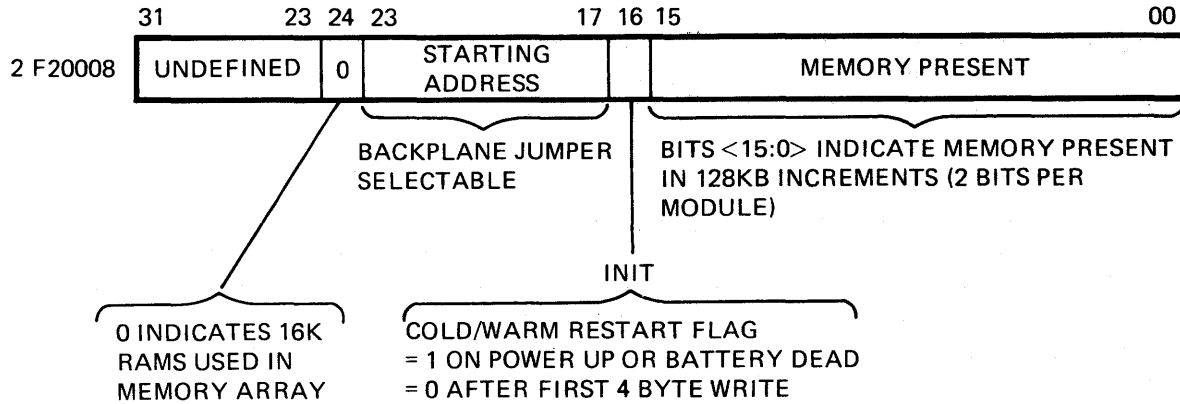 31 23 24 23 17 16 15 00
2 F20008 UNDEFINED 0 STARTING ADDRESS MEMORY PRESENT
BACKPLANE JUMPER
SELECTABLE
BITS <15:0> INDICATE MEMORY PRESENT
IN 128KB INCREMENTS (2 BITS PER
MODULE)
INIT
0 INDICATES 16K
RAMS USED IN
MEMORY ARRAY
COLD/WARM RESTART FLAG
= 1 ON POWER UP OR BATTERY DEAD
= 0 AFTER FIRST 4 BYTE WRITE